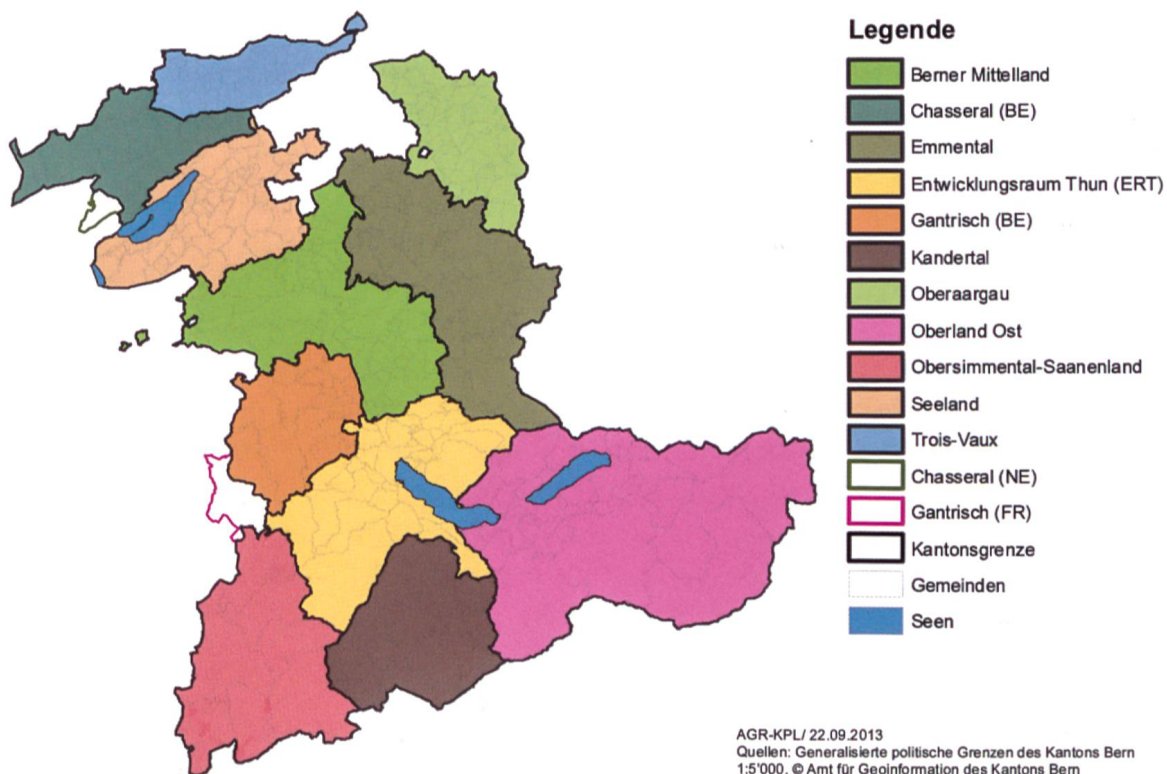 Legende
Berner Mittelland
Chasseral (BE)
Emmental
Entwicklungsraum Thun (ERT)
Gantrisch (BE)
Kandertal
Oberaargau
Oberland Ost
Obersimmental-Saanenland
Seeland
Trois-Vaux
Chasseral (NE)
Gantrisch (FR)
Kantonsgrenze
Gemeinden
Seen
AGR-KPL/ 22.09.2013
Quellen: Generalisierte politische Grenzen des Kantons Bern
1:5'000, © Amt für Geoinformation des Kantons Bern